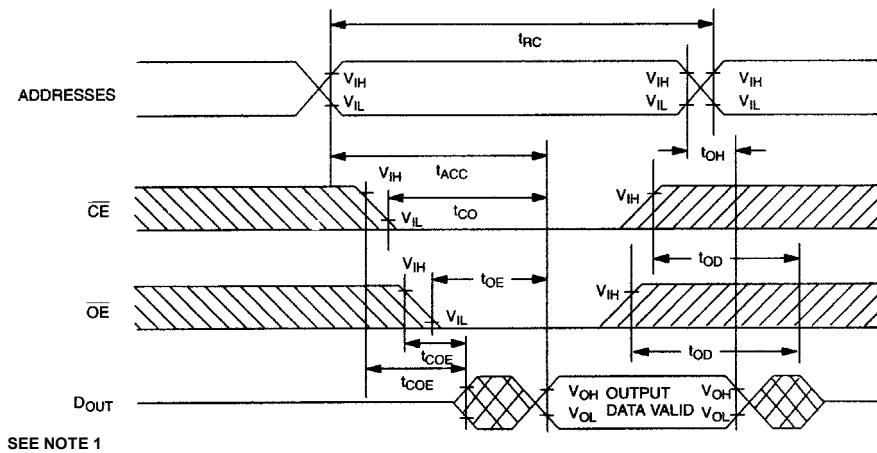 tRC
ADDRESSES
VIH VIH VIH
VIL VIL VIL
tOH
tACC
VIH VIH
CE
tCO
VIL
tOD
tOE
VIH VIH
OE
VIL
tOD
tCOE
tCOE
DOUT
VOH OUTPUT VOH
VOL DATA VALID VOL
SEE NOTE 1